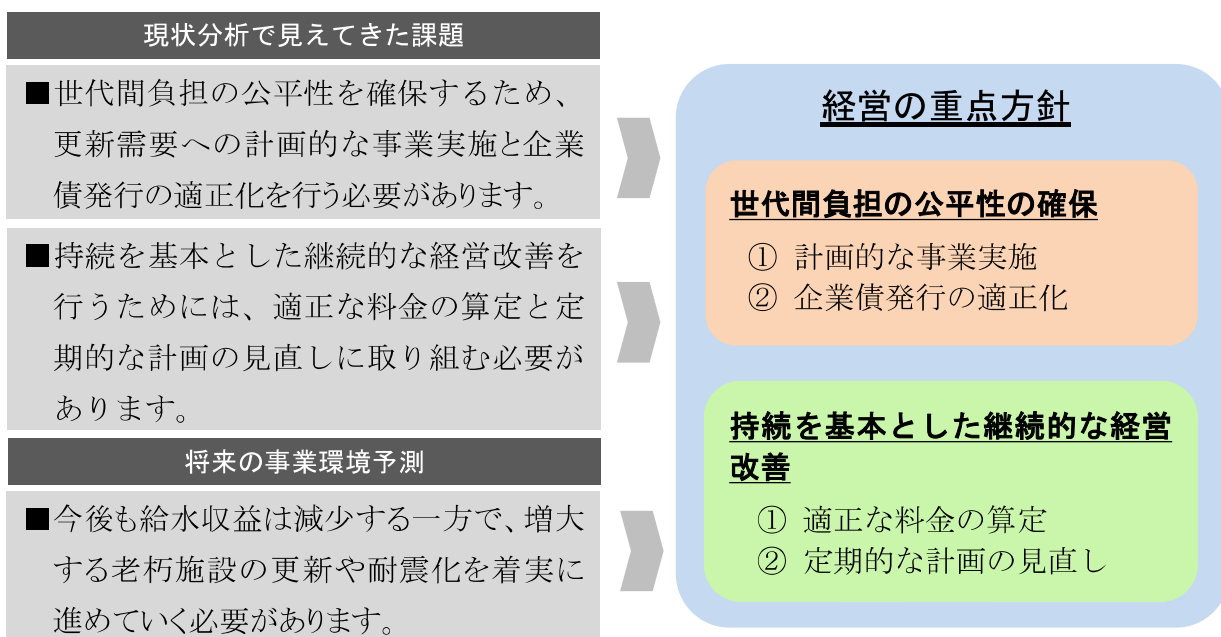 現状分析で見えてきた課題
■世代間負担の公平性を確保するため、
更新需要への計画的な事業実施と企業
債発行の適正化を行う必要があります。
■持続を基本とした継続的な経営改善を
行うためには、適正な料金の算定と定
期的な計画の見直しに取り組む必要が
あります。
将来の事業環境予測
■今後も給水収益は減少する一方で、増大
する老朽施設の更新や耐震化を着実に
進めていく必要があります。
経営の重点方針
世代間負担の公平性の確保
① 計画的な事業実施
② 企業債発行の適正化
持続を基本とした継続的な経営
改善
① 適正な料金の算定
② 定期的な計画の見直し